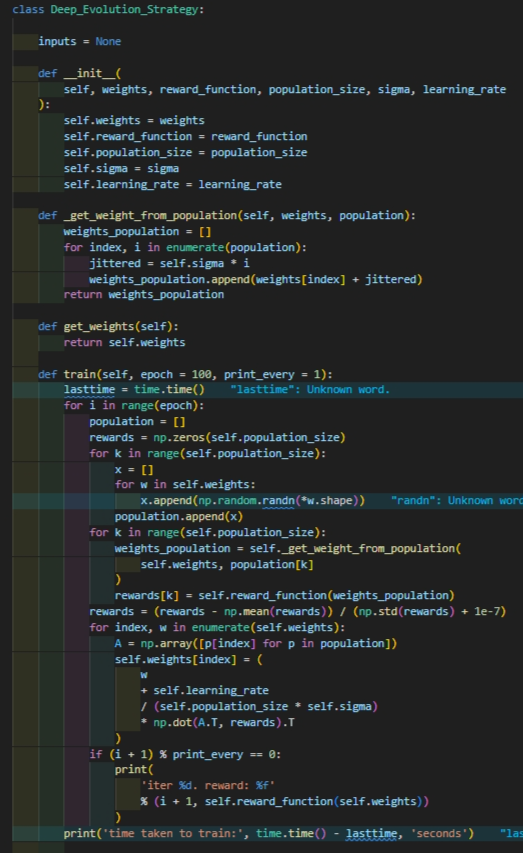 class Deep_Evolution_Strategy:
inputs = None
def __init__(
self, weights, reward_function, population_size, sigma, learning_rate
):
self.weights = weights
self.reward_function = reward_function
self.population_size = population_size
self.sigma = sigma
self.learning_rate = learning_rate
def _get_weight_from_population(self, weights, population):
weights_population = []
for index, i in enumerate(population):
jittered = self.sigma * i
weights_population.append(weights[index] + jittered)
return weights_population
def get_weights(self):
return self.weights
def train(self, epoch = 100, print_every = 1):
lasttime = time.time() "lasttime": Unknown word.
for i in range(epoch):
population = []
rewards = np.zeros(self.population_size)
for k in range(self.population_size):
x = []
for w in self.weights:
x.append(np.random.randn(*w.shape)) "randn": Unknown word
population.append(x)
for k in range(self.population_size):
weights_population = self._get_weight_from_population(
self.weights, population[k]
)
rewards[k] = self.reward_function(weights_population)
rewards = (rewards - np.mean(rewards)) / (np.std(rewards) + 1e-7)
for index, w in enumerate(self.weights):
A = np.array([p[index] for p in population])
self.weights[index] = (
w
+ self.learning_rate
/ (self.population_size * self.sigma)
* np.dot(A.T, rewards).T
)
if (i + 1) % print_every == 0:
print(
'iter %d. reward: %f'
% (i + 1, self.reward_function(self.weights))
)
print('time taken to train:', time.time() - lasttime, 'seconds') "las